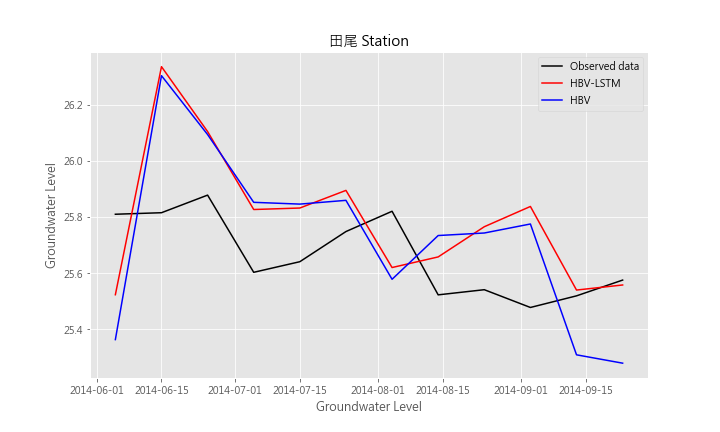 田尾 Station
Observed data
HBV-LSTM
HBV
Groundwater Level
26.2
26.0
25.8
25.6
25.4
2014-06-01 2014-06-15 2014-07-01 2014-07-15 2014-08-01 2014-08-15 2014-09-01 2014-09-15
Groundwater Level